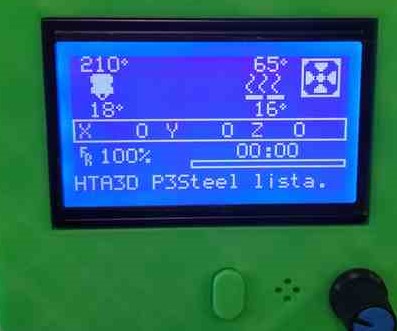 210° 65°
18° 16°
X 0 Y 0 Z 0
FR 100% 00:00
HTA3D P3Steel lista.